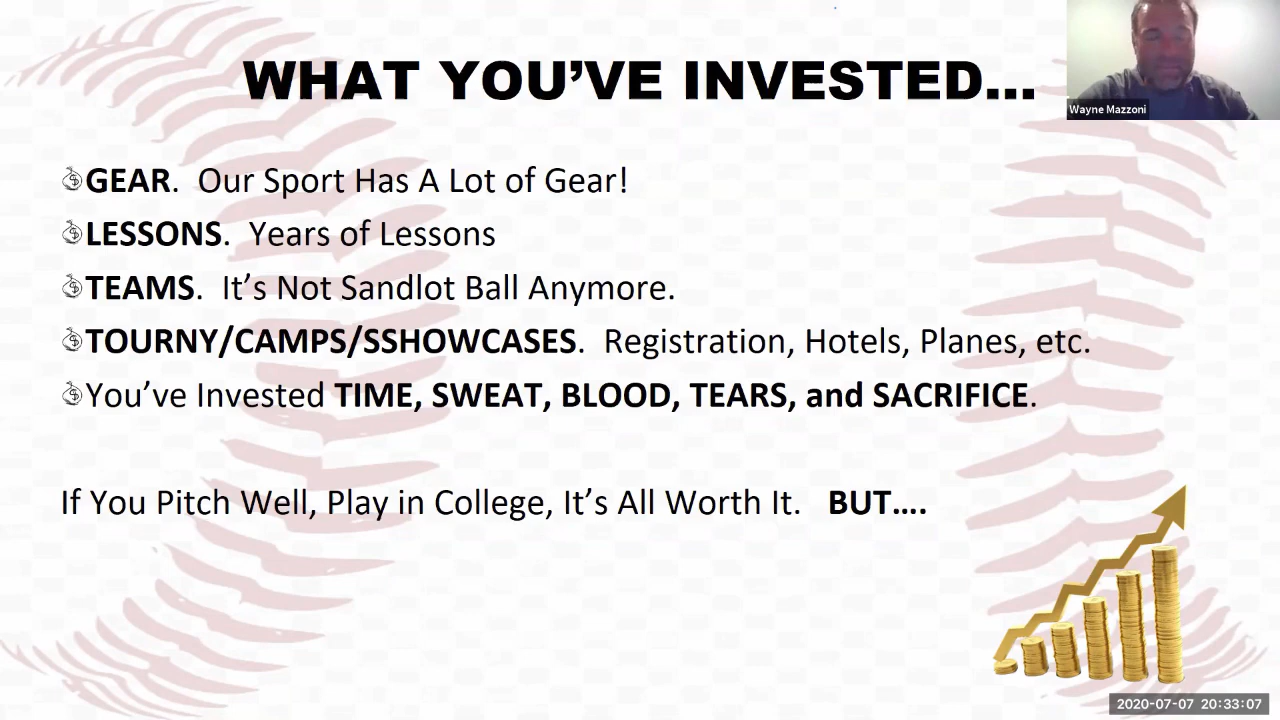 WHAT YOU’VE INVESTED...
Wayne Mazzoni
GEAR. Our Sport Has A Lot of Gear!
LESSONS. Years of Lessons
TEAMS. It’s Not Sandlot Ball Anymore.
TOURNY/CAMPS/SSHOWCASES. Registration, Hotels, Planes, etc.
You’ve Invested TIME, SWEAT, BLOOD, TEARS, and SACRIFICE.
If You Pitch Well, Play in College, It’s All Worth It. BUT....
2020-07-07 20:33:07